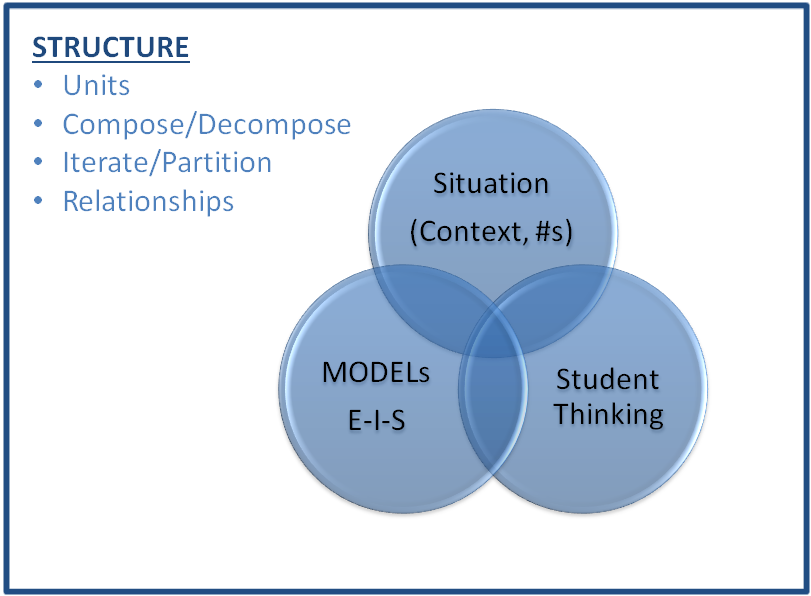 STRUCTURE
• Units
• Compose/Decompose
• Iterate/Partition
• Relationships
Situation
(Context, #s)
MODELs
E-I-S
Student
Thinking